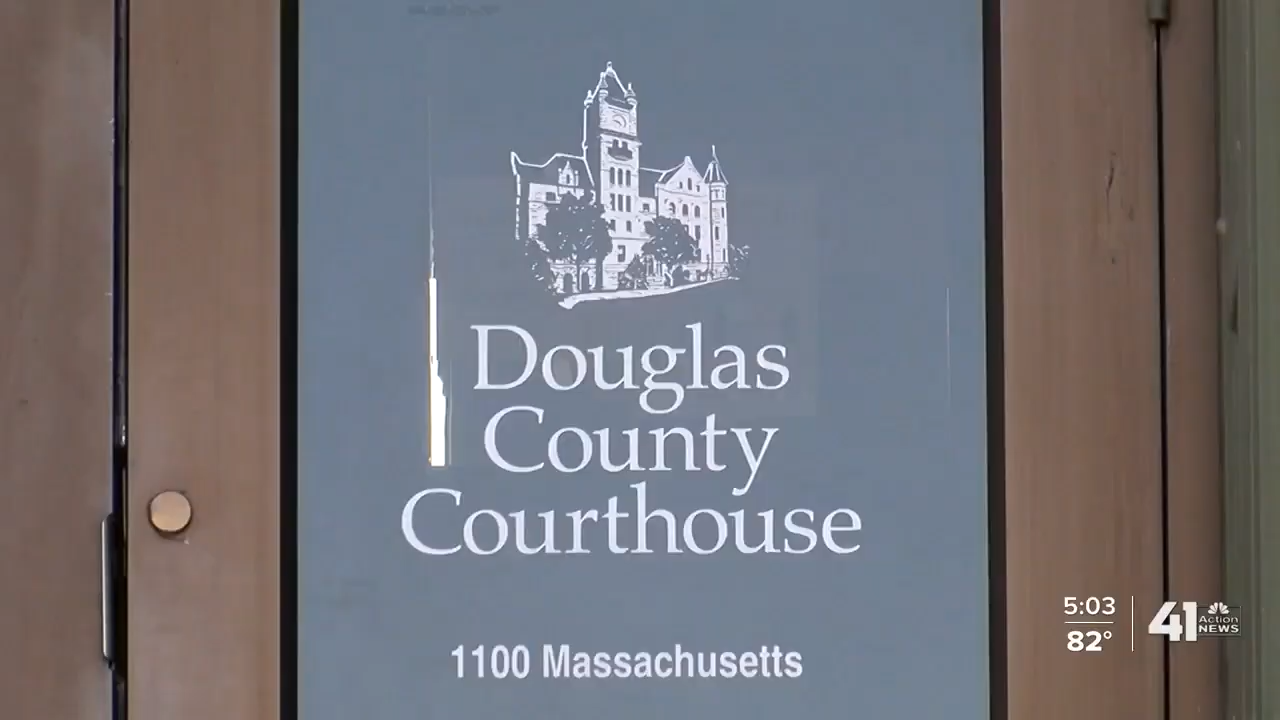 Douglas
County
Courthouse
1100 Massachusetts
5:03
82°
41 Action
NEWS